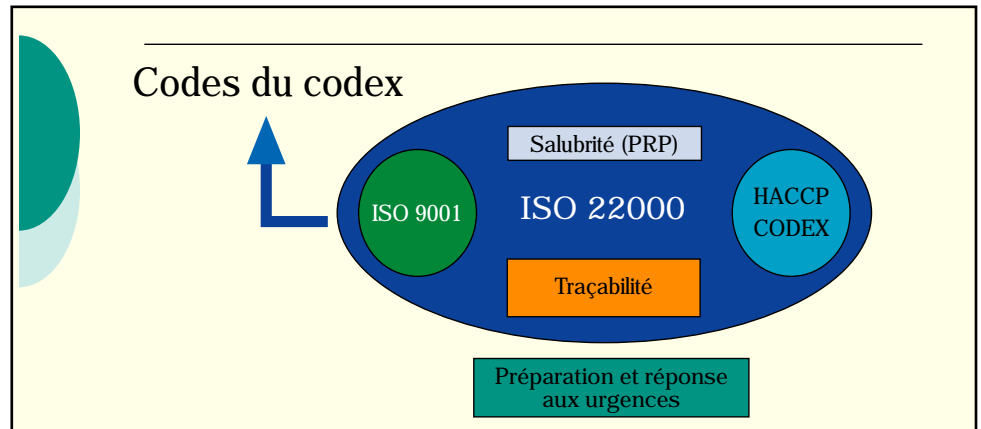 Codes du codex
Salubrité (PRP)
ISO 9001
ISO 22000
HACCP
CODEX
Traçabilité
Préparation et réponse
aux urgences